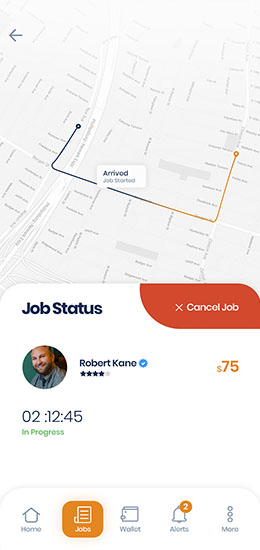 Arrived
Job Started
Job Status
Cancel Job
Robert Kane
$75
02 :12:45
In Progress
2
Home
Jobs
Wallet
Alerts
More